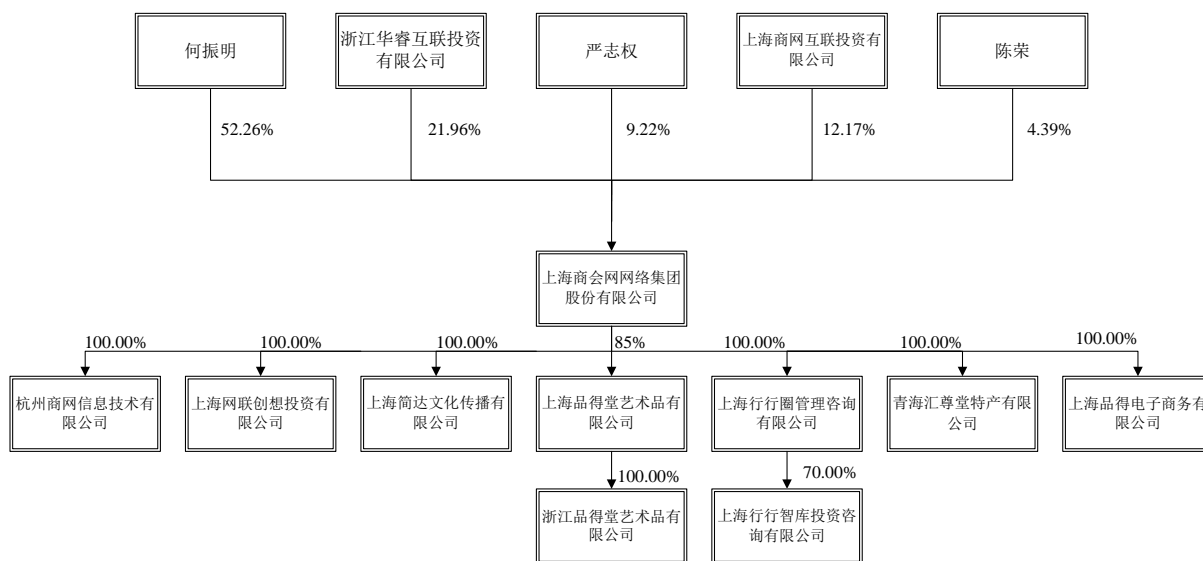 何振明
浙江华睿互联投资
有限公司
严志权
上海商网互联投资有
限公司
陈荣
52.26%
21.96%
9.22%
12.17%
4.39%
上海商会网网络集团
股份有限公司
100.00%
100.00%
100.00%
85%
100.00%
100.00%
100.00%
杭州商网信息技术有
限公司
上海网联创想投资有
限公司
上海简达文化传播有
限公司
上海品得堂艺术品有
限公司
上海行行圈管理咨询
有限公司
青海汇尊堂特产有限
公司
上海品得电子商务有
限公司
100.00%
70.00%
浙江品得堂艺术品有
限公司
上海行行智库投资咨
询有限公司